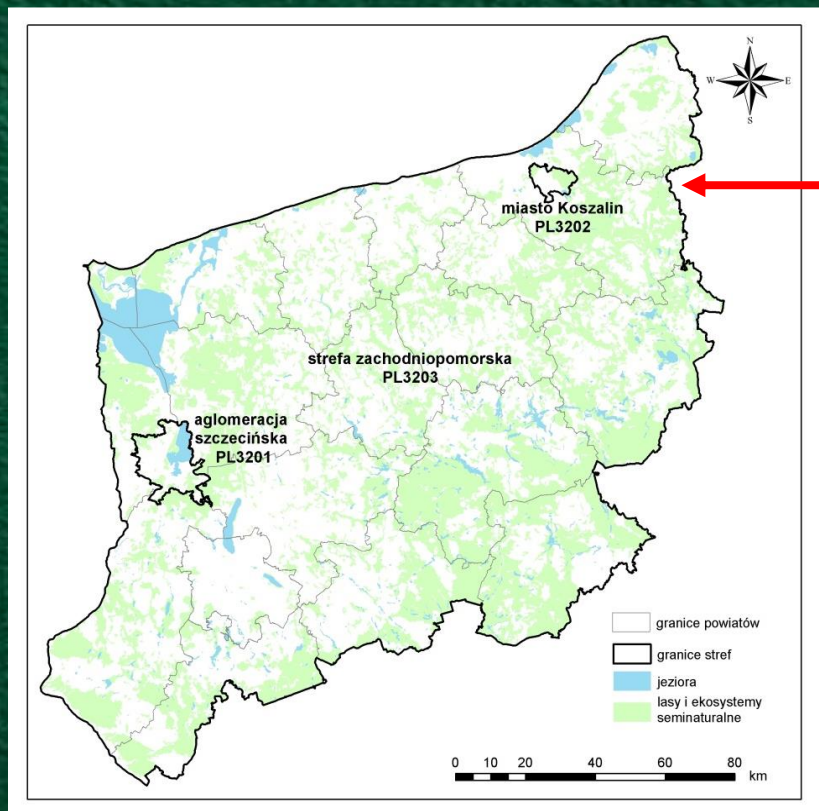 N
W
E
S
miasto Koszalin
PL3202
strefa zachodniopomorska
PL3203
aglomeracja
szczecińska
PL3201
granice powiatów
granice stref
jeziora
lasy i ekosystemy
seminaturalne
0 10 20 40 60 80
km